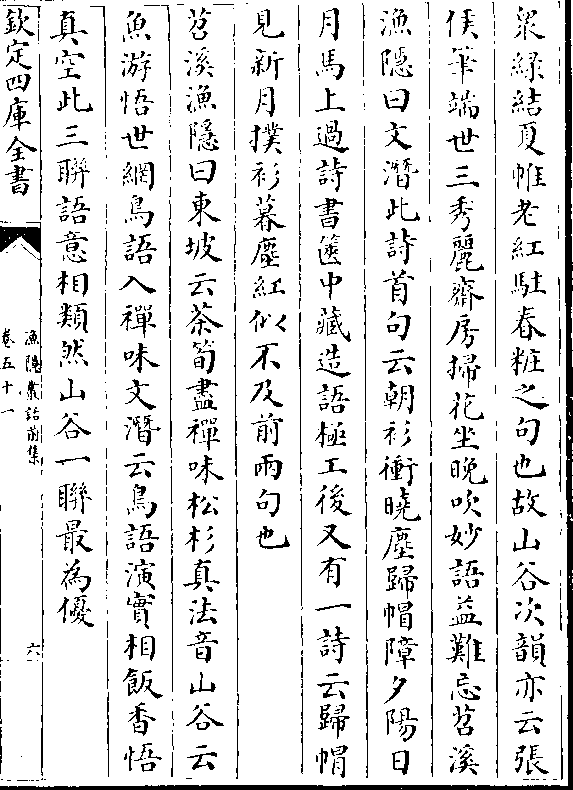 衆綠結夏帷老紅駐春粧之句也故山谷次韻亦云張
侯筆端世三秀麗齋房掃花坐晚吹妙語益難忘苕溪
漁隱曰文潛此詩首句云朝衫衝曉塵歸帽障夕陽日
月馬上過詩書篋中藏造語極工後又有一詩云歸帽
見新月撲衫暮塵紅似不及前兩句也
苕溪漁隱曰東坡云茶筍盡禪味松杉真法音山谷云
魚游悟世網鳥語入禪味文潛云鳥語演實相飯香悟
真空此三聯語意相類然山谷一聯最為優
欽定四庫全書
漁隱叢話前集
卷五十一
六